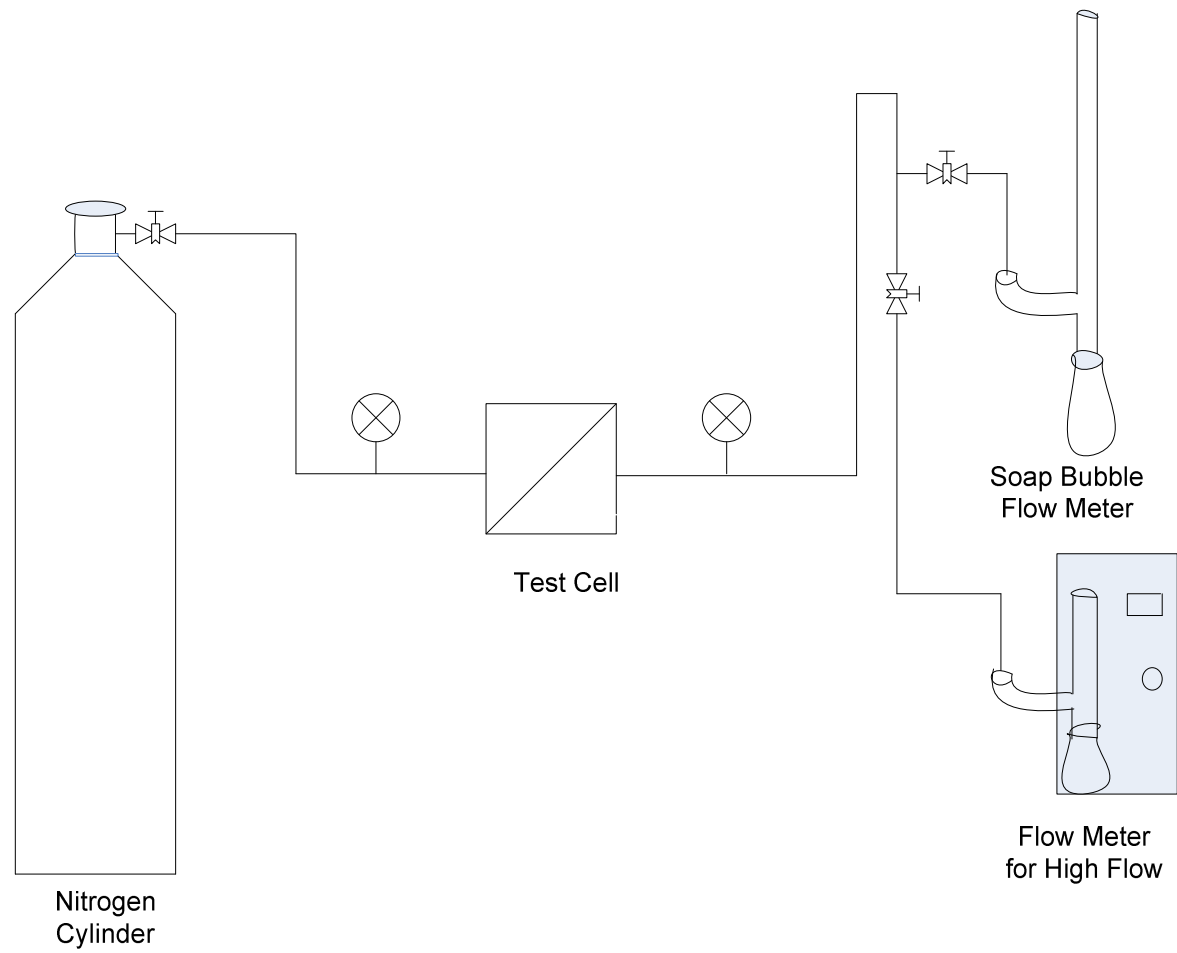 Soap Bubble
Flow Meter
Test Cell
Flow Meter
for High Flow
Nitrogen
Cylinder